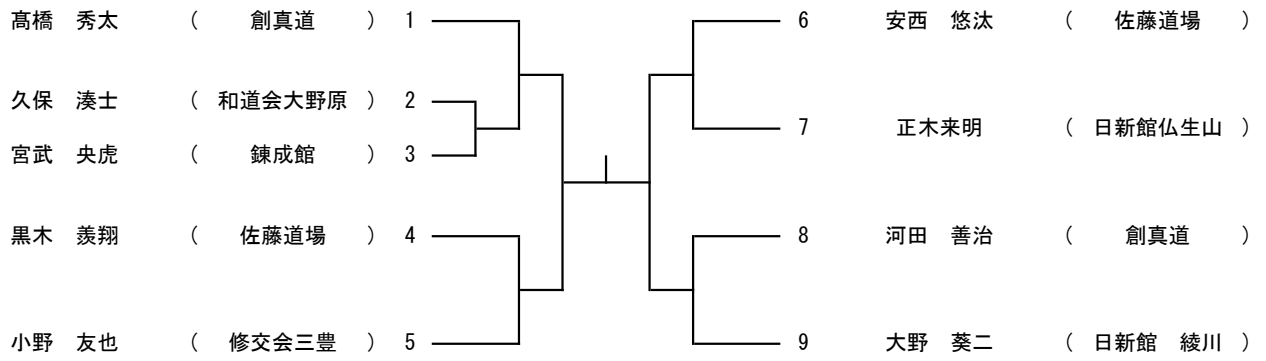 髙橋　秀太　（　創真道　）　1
久保　湊士　（　和道会大野原　）　2
宮武　央虎　（　錬成館　）　3
黒木　羨翔　（　佐藤道場　）　4
小野　友也　（　修交会三豊　）　5
6　安西　悠汰　（　佐藤道場　）
7　正木来明　（　日新館仏生山　）
8　河田　善治　（　創真道　）
9　大野　葵二　（　日新館　綾川　）